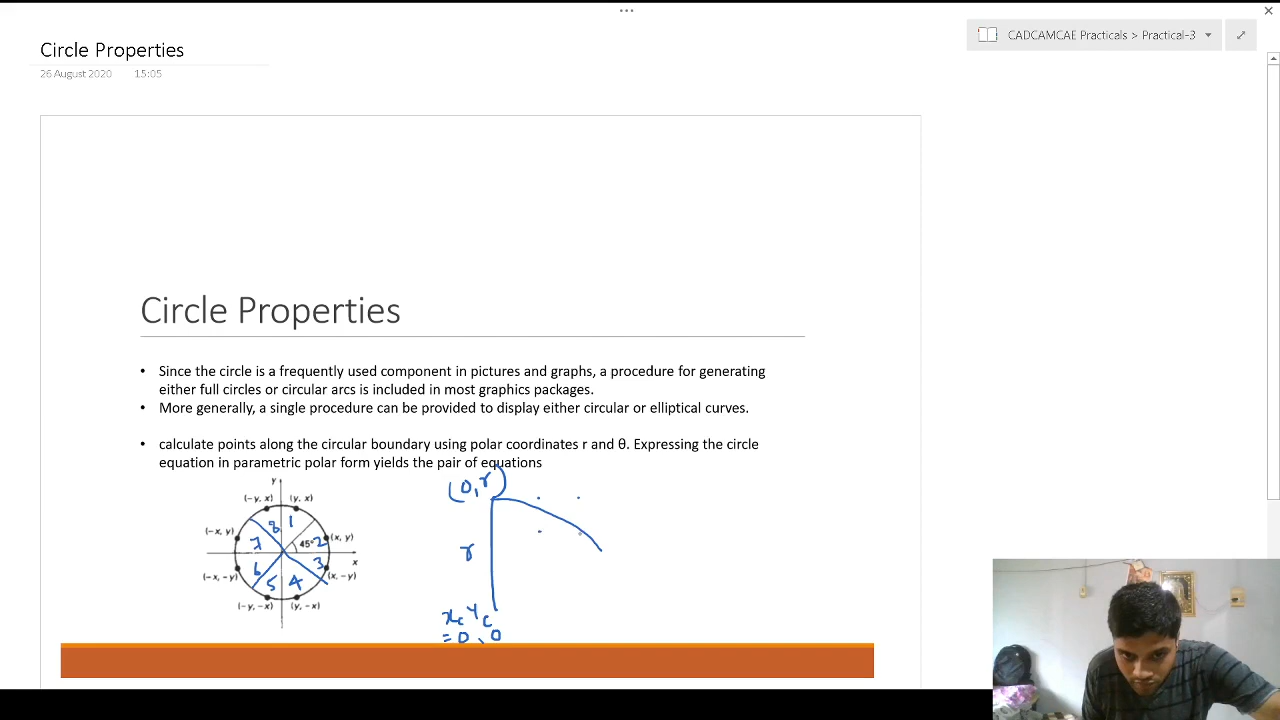 CADCAMCAE Practicals > Practical-3
Circle Properties
26 August 2020 15:05
Circle Properties
• Since the circle is a frequently used component in pictures and graphs, a procedure for generating
either full circles or circular arcs is included in most graphics packages.
• More generally, a single procedure can be provided to display either circular or elliptical curves.
• calculate points along the circular boundary using polar coordinates r and θ. Expressing the circle
equation in parametric polar form yields the pair of equations
y
(-y, x) (y, x)
8 1
(-x, y) 7 45° 2 (x, y)
x
(-x, -y) 6 3 (x, -y)
5 4
(-y, -x) (y, -x)
(0, r)
r
xc yc
= 0, 0